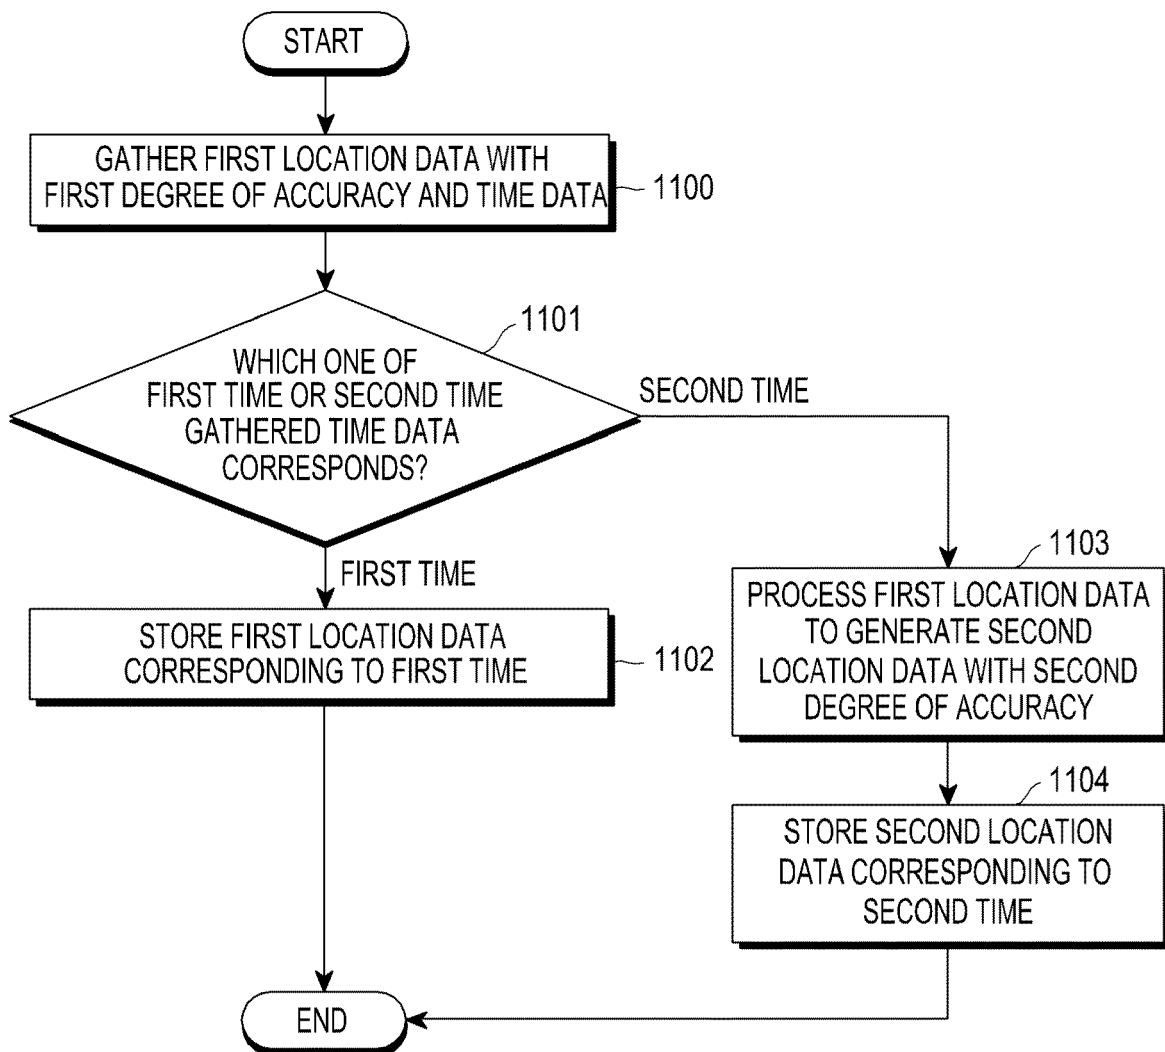 START
GATHER FIRST LOCATION DATA WITH
FIRST DEGREE OF ACCURACY AND TIME DATA
1100
1101
WHICH ONE OF
FIRST TIME OR SECOND TIME
GATHERED TIME DATA
CORRESPONDS?
SECOND TIME
FIRST TIME
STORE FIRST LOCATION DATA
CORRESPONDING TO FIRST TIME
1102
1103
PROCESS FIRST LOCATION DATA
TO GENERATE SECOND
LOCATION DATA WITH SECOND
DEGREE OF ACCURACY
1104
STORE SECOND LOCATION
DATA CORRESPONDING TO
SECOND TIME
END